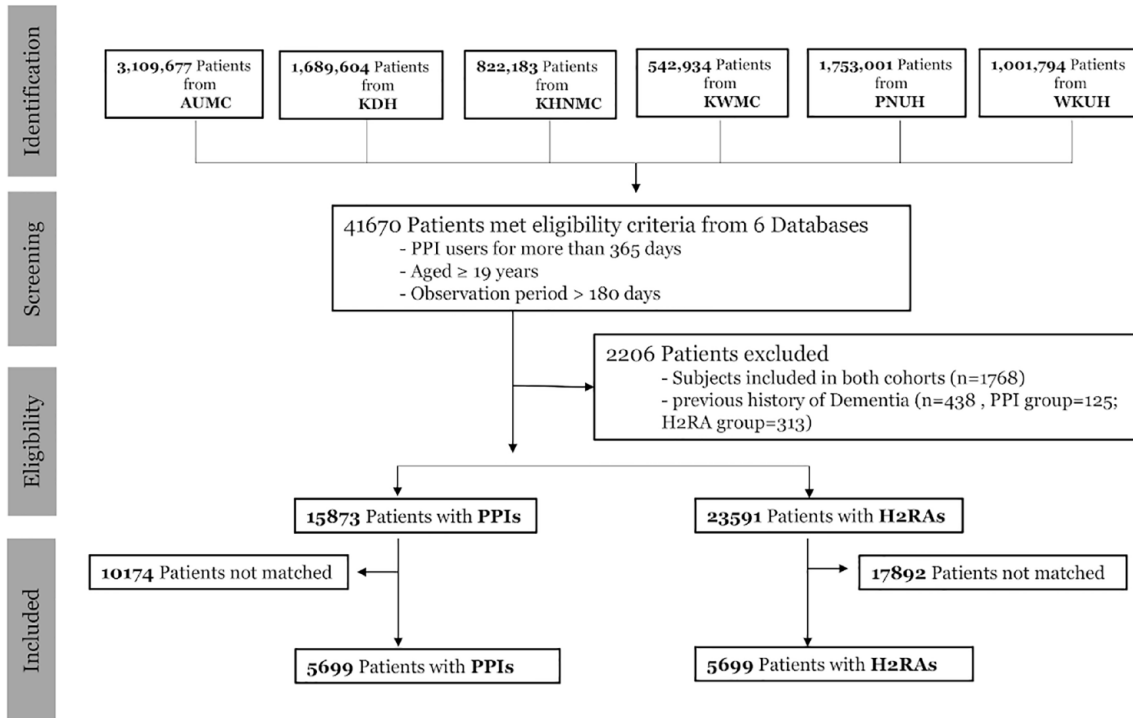 Identification
3,109,677 Patients
from
AUMC
1,689,604 Patients
from
KDH
822,183 Patients
from
KHNMC
542,934 Patients
from
KWMC
1,753,001 Patients
from
PNUH
1,001,794 Patients
from
WKUH
Screening
41670 Patients met eligibility criteria from 6 Databases
- PPI users for more than 365 days
- Aged ≥ 19 years
- Observation period > 180 days
Eligibility
2206 Patients excluded
- Subjects included in both cohorts (n=1768)
- previous history of Dementia (n=438 , PPI group=125;
H2RA group=313)
15873 Patients with PPIs
23591 Patients with H2RAs
Included
10174 Patients not matched
17892 Patients not matched
5699 Patients with PPIs
5699 Patients with H2RAs